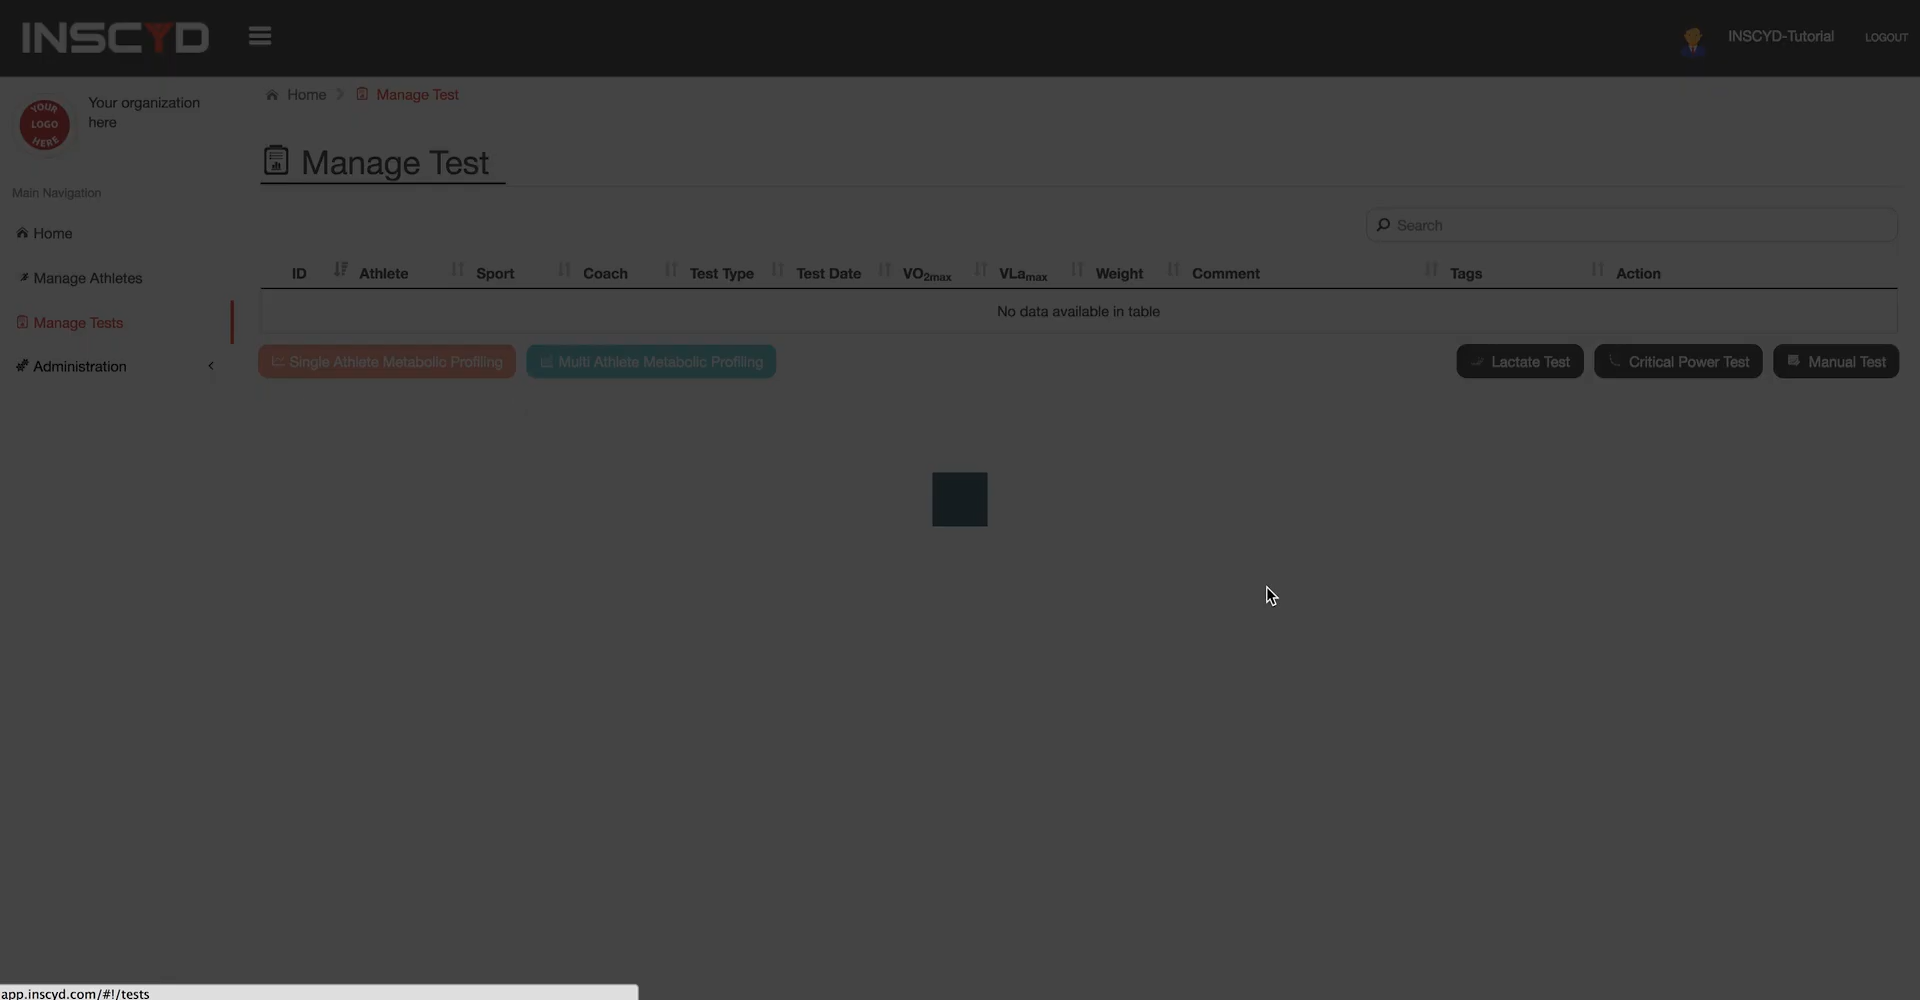 INSCYD
INSCYD-Tutorial
LOGOUT
YOUR
LOGO
HERE
Your organization
here
Home
Manage Test
Manage Test
Main Navigation
Search
Home
Manage Athletes
Manage Tests
Administration
ID Athlete Sport Coach Test Type Test Date VO2max VLamax Weight Comment Tags Action
No data available in table
Single Athlete Metabolic Profiling
Multi Athlete Metabolic Profiling
Lactate Test
Critical Power Test
Manual Test
app.inscyd.com/#!/tests